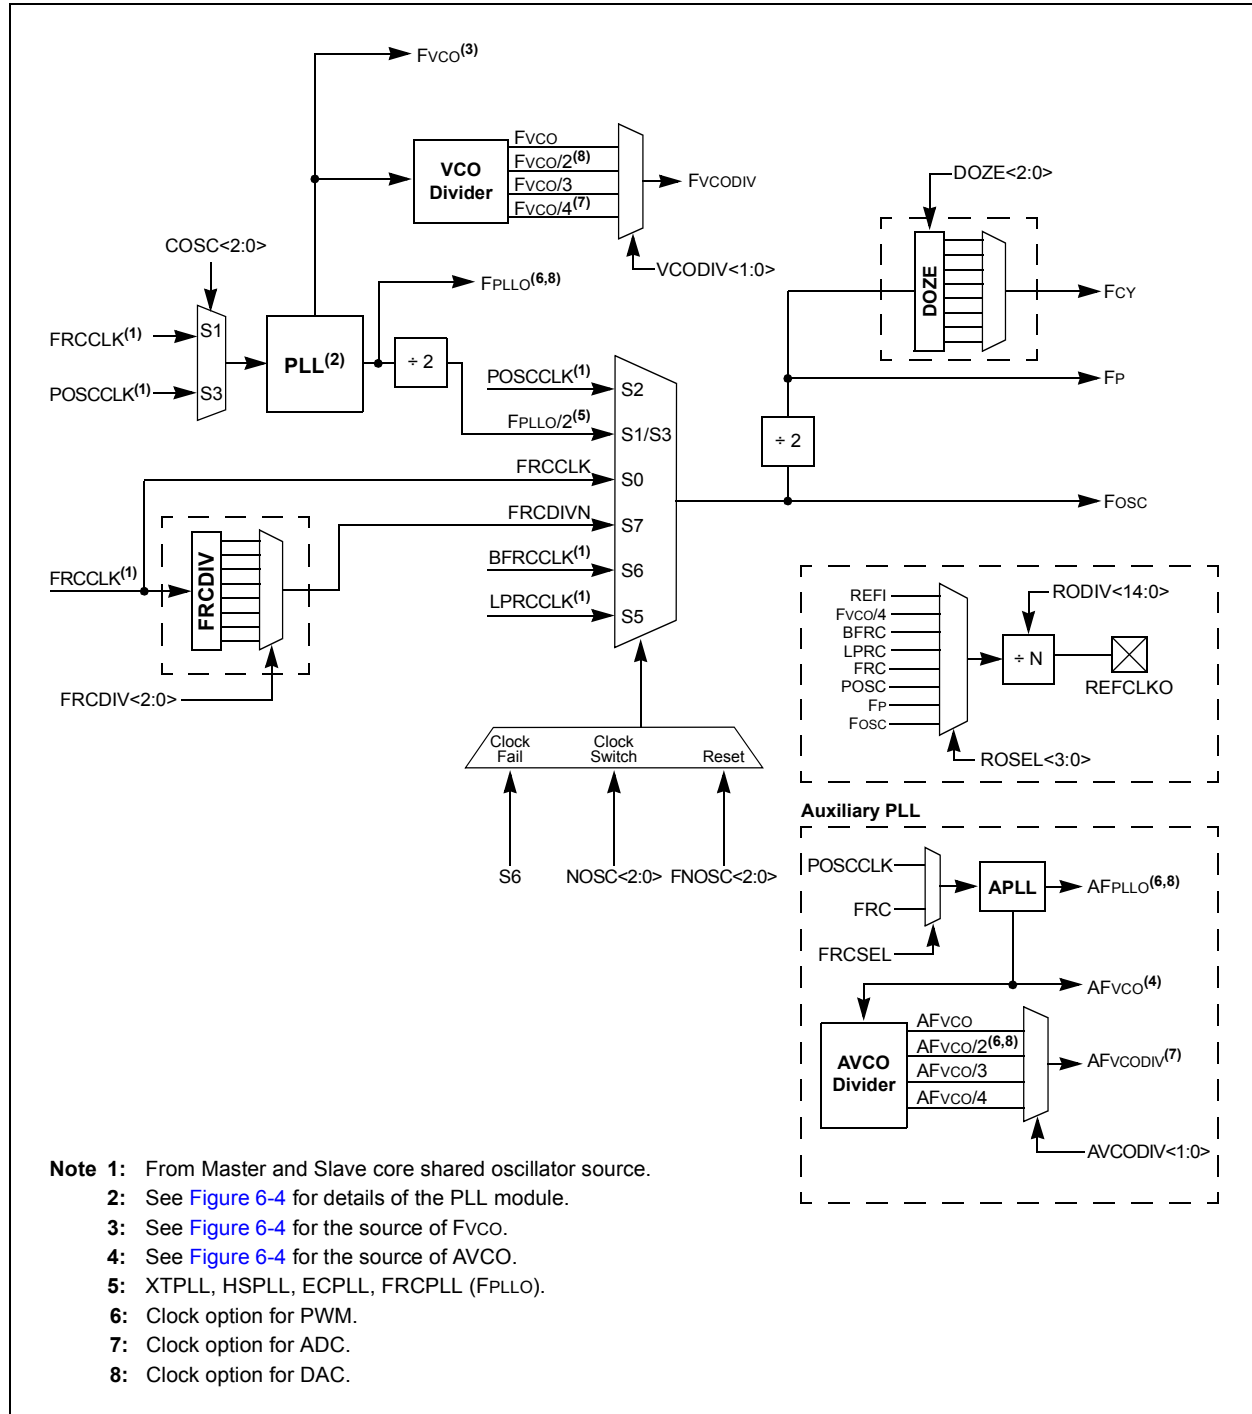 FVCO(3)
VCO Divider
FVCO
FVCO/2(8)
FVCO/3
FVCO/4(7)
FVCODIV
VCODIV<1:0>
DOZE<2:0>
DOZE
FCY
COSC<2:0>
FRCCLK(1)
S1
POSCCLK(1)
S3
PLL(2)
FPLLO(6,8)
÷ 2
POSCCLK(1)
S2
FPLLO/2(5)
S1/S3
FRCCLK
S0
FRCDIVN
S7
BFRCCLK(1)
S6
LPRCCLK(1)
S5
FP
÷ 2
FOSC
FRCCLK(1)
FRCDIV
FRCDIV<2:0>
Clock Fail
Clock Switch
Reset
S6
NOSC<2:0>
FNOSC<2:0>
REFI
FVCO/4
BFRC
LPRC
FRC
POSC
FP
FOSC
RODIV<14:0>
÷ N
REFCLKO
ROSEL<3:0>
Auxiliary PLL
POSCCLK
FRC
FRCSEL
APLL
AFPLLO(6,8)
AFVCO(4)
AVCO Divider
AFVCO
AFVCO/2(6,8)
AFVCO/3
AFVCO/4
AFVCODIV(7)
AVCODIV<1:0>
Note 1: From Master and Slave core shared oscillator source.
2: See Figure 6-4 for details of the PLL module.
3: See Figure 6-4 for the source of FVCO.
4: See Figure 6-4 for the source of AVCO.
5: XTPLL, HSPLL, ECPLL, FRCPLL (FPLLO).
6: Clock option for PWM.
7: Clock option for ADC.
8: Clock option for DAC.